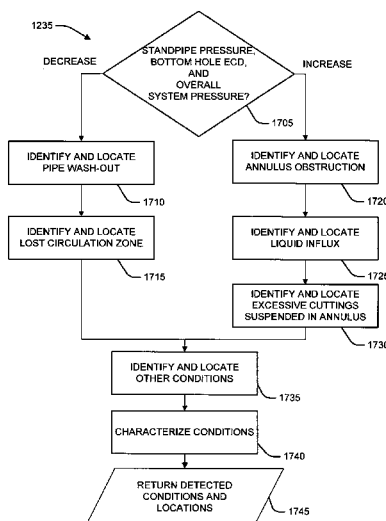 1235
STANDPIPE PRESSURE,
BOTTOM HOLE ECD,
AND
OVERALL
SYSTEM PRESSURE?
DECREASE
INCREASE
1705
IDENTIFY AND LOCATE
PIPE WASH-OUT
1710
IDENTIFY AND LOCATE
LOST CIRCULATION ZONE
1715
IDENTIFY AND LOCATE
ANNULUS OBSTRUCTION
1720
IDENTIFY AND LOCATE
LIQUID INFLUX
1725
IDENTIFY AND LOCATE
EXCESSIVE CUTTINGS
SUSPENDED IN ANNULUS
1730
IDENTIFY AND LOCATE
OTHER CONDITIONS
1735
CHARACTERIZE CONDITIONS
1740
RETURN DETECTED
CONDITIONS AND
LOCATIONS
1745